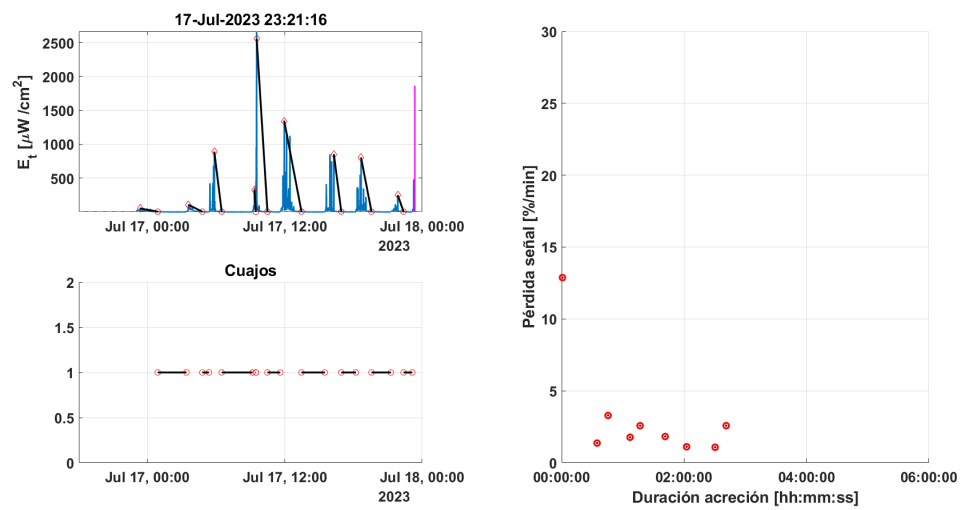 17-Jul-2023 23:21:16
E_t [μW /cm²]
2500
2000
1500
1000
500
Jul 17, 00:00
Jul 17, 12:00
Jul 18, 00:00
2023
Cuajos
2
1.5
1
0.5
0
Jul 17, 00:00
Jul 17, 12:00
Jul 18, 00:00
2023
Pérdida señal [%/min]
30
25
20
15
10
5
0
00:00:00
02:00:00
04:00:00
06:00:00
Duración acreción [hh:mm:ss]